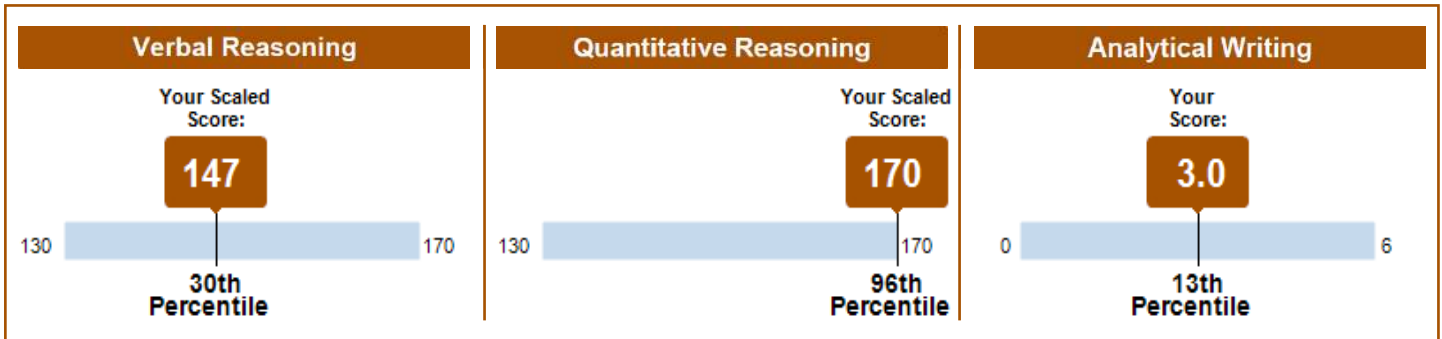 Verbal Reasoning
Your Scaled
Score:
147
130
170
30th
Percentile
Quantitative Reasoning
Your Scaled
Score:
170
130
170
96th
Percentile
Analytical Writing
Your
Score:
3.0
0
6
13th
Percentile